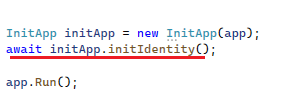 InitApp initApp = new InitApp(app);
await initApp.initIdentity();
app.Run();